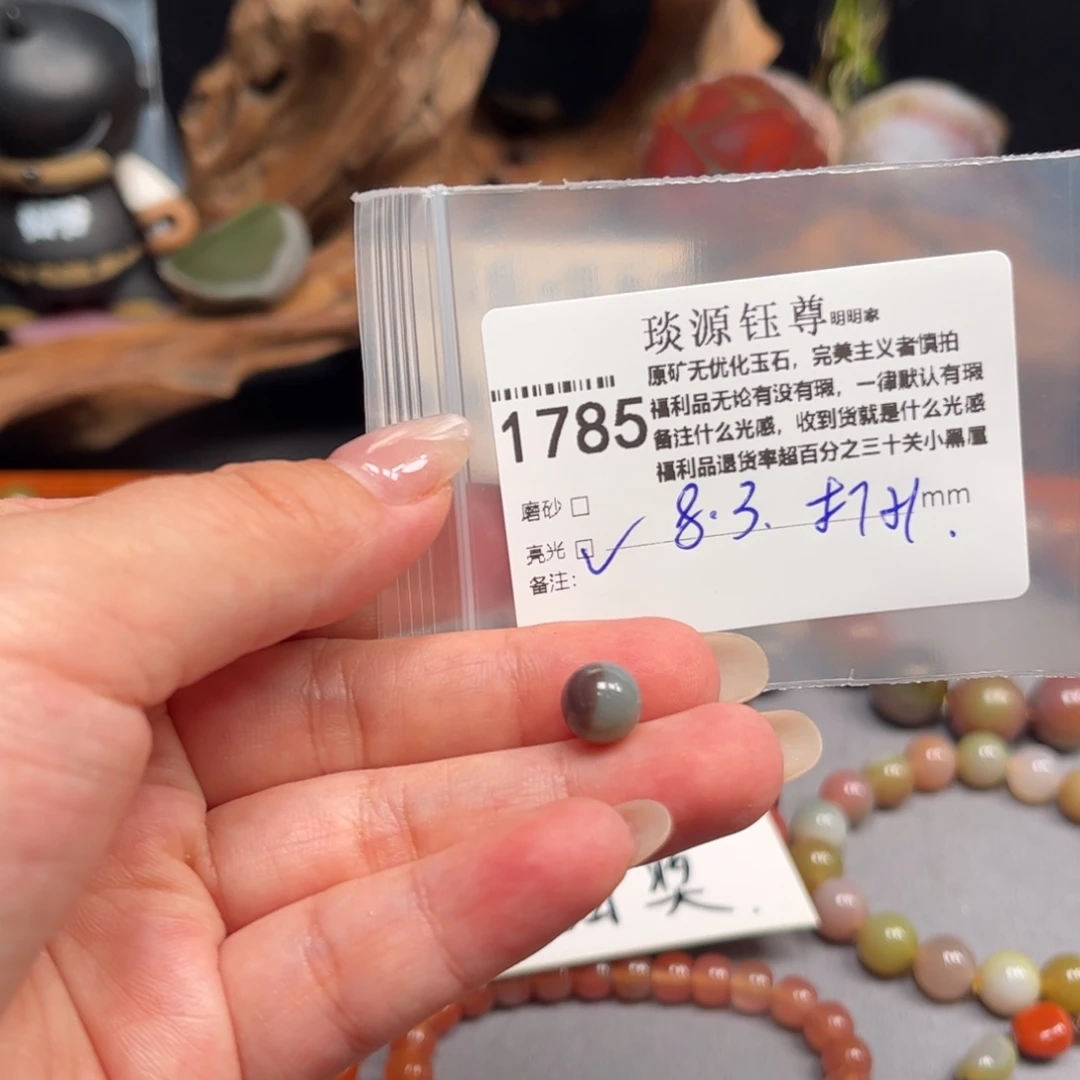 琰源钰尊明明家
原矿无优化玉石，完美主义者慎拍
福利品无论有没有瑕，一律默认有瑕
备注什么光感，收到货就是什么光感
福利品退货率超百分之三十关小黑屋
1785
磨砂 □
亮光 □ ✓ 8.3. 打孔 mm
备注：
奖